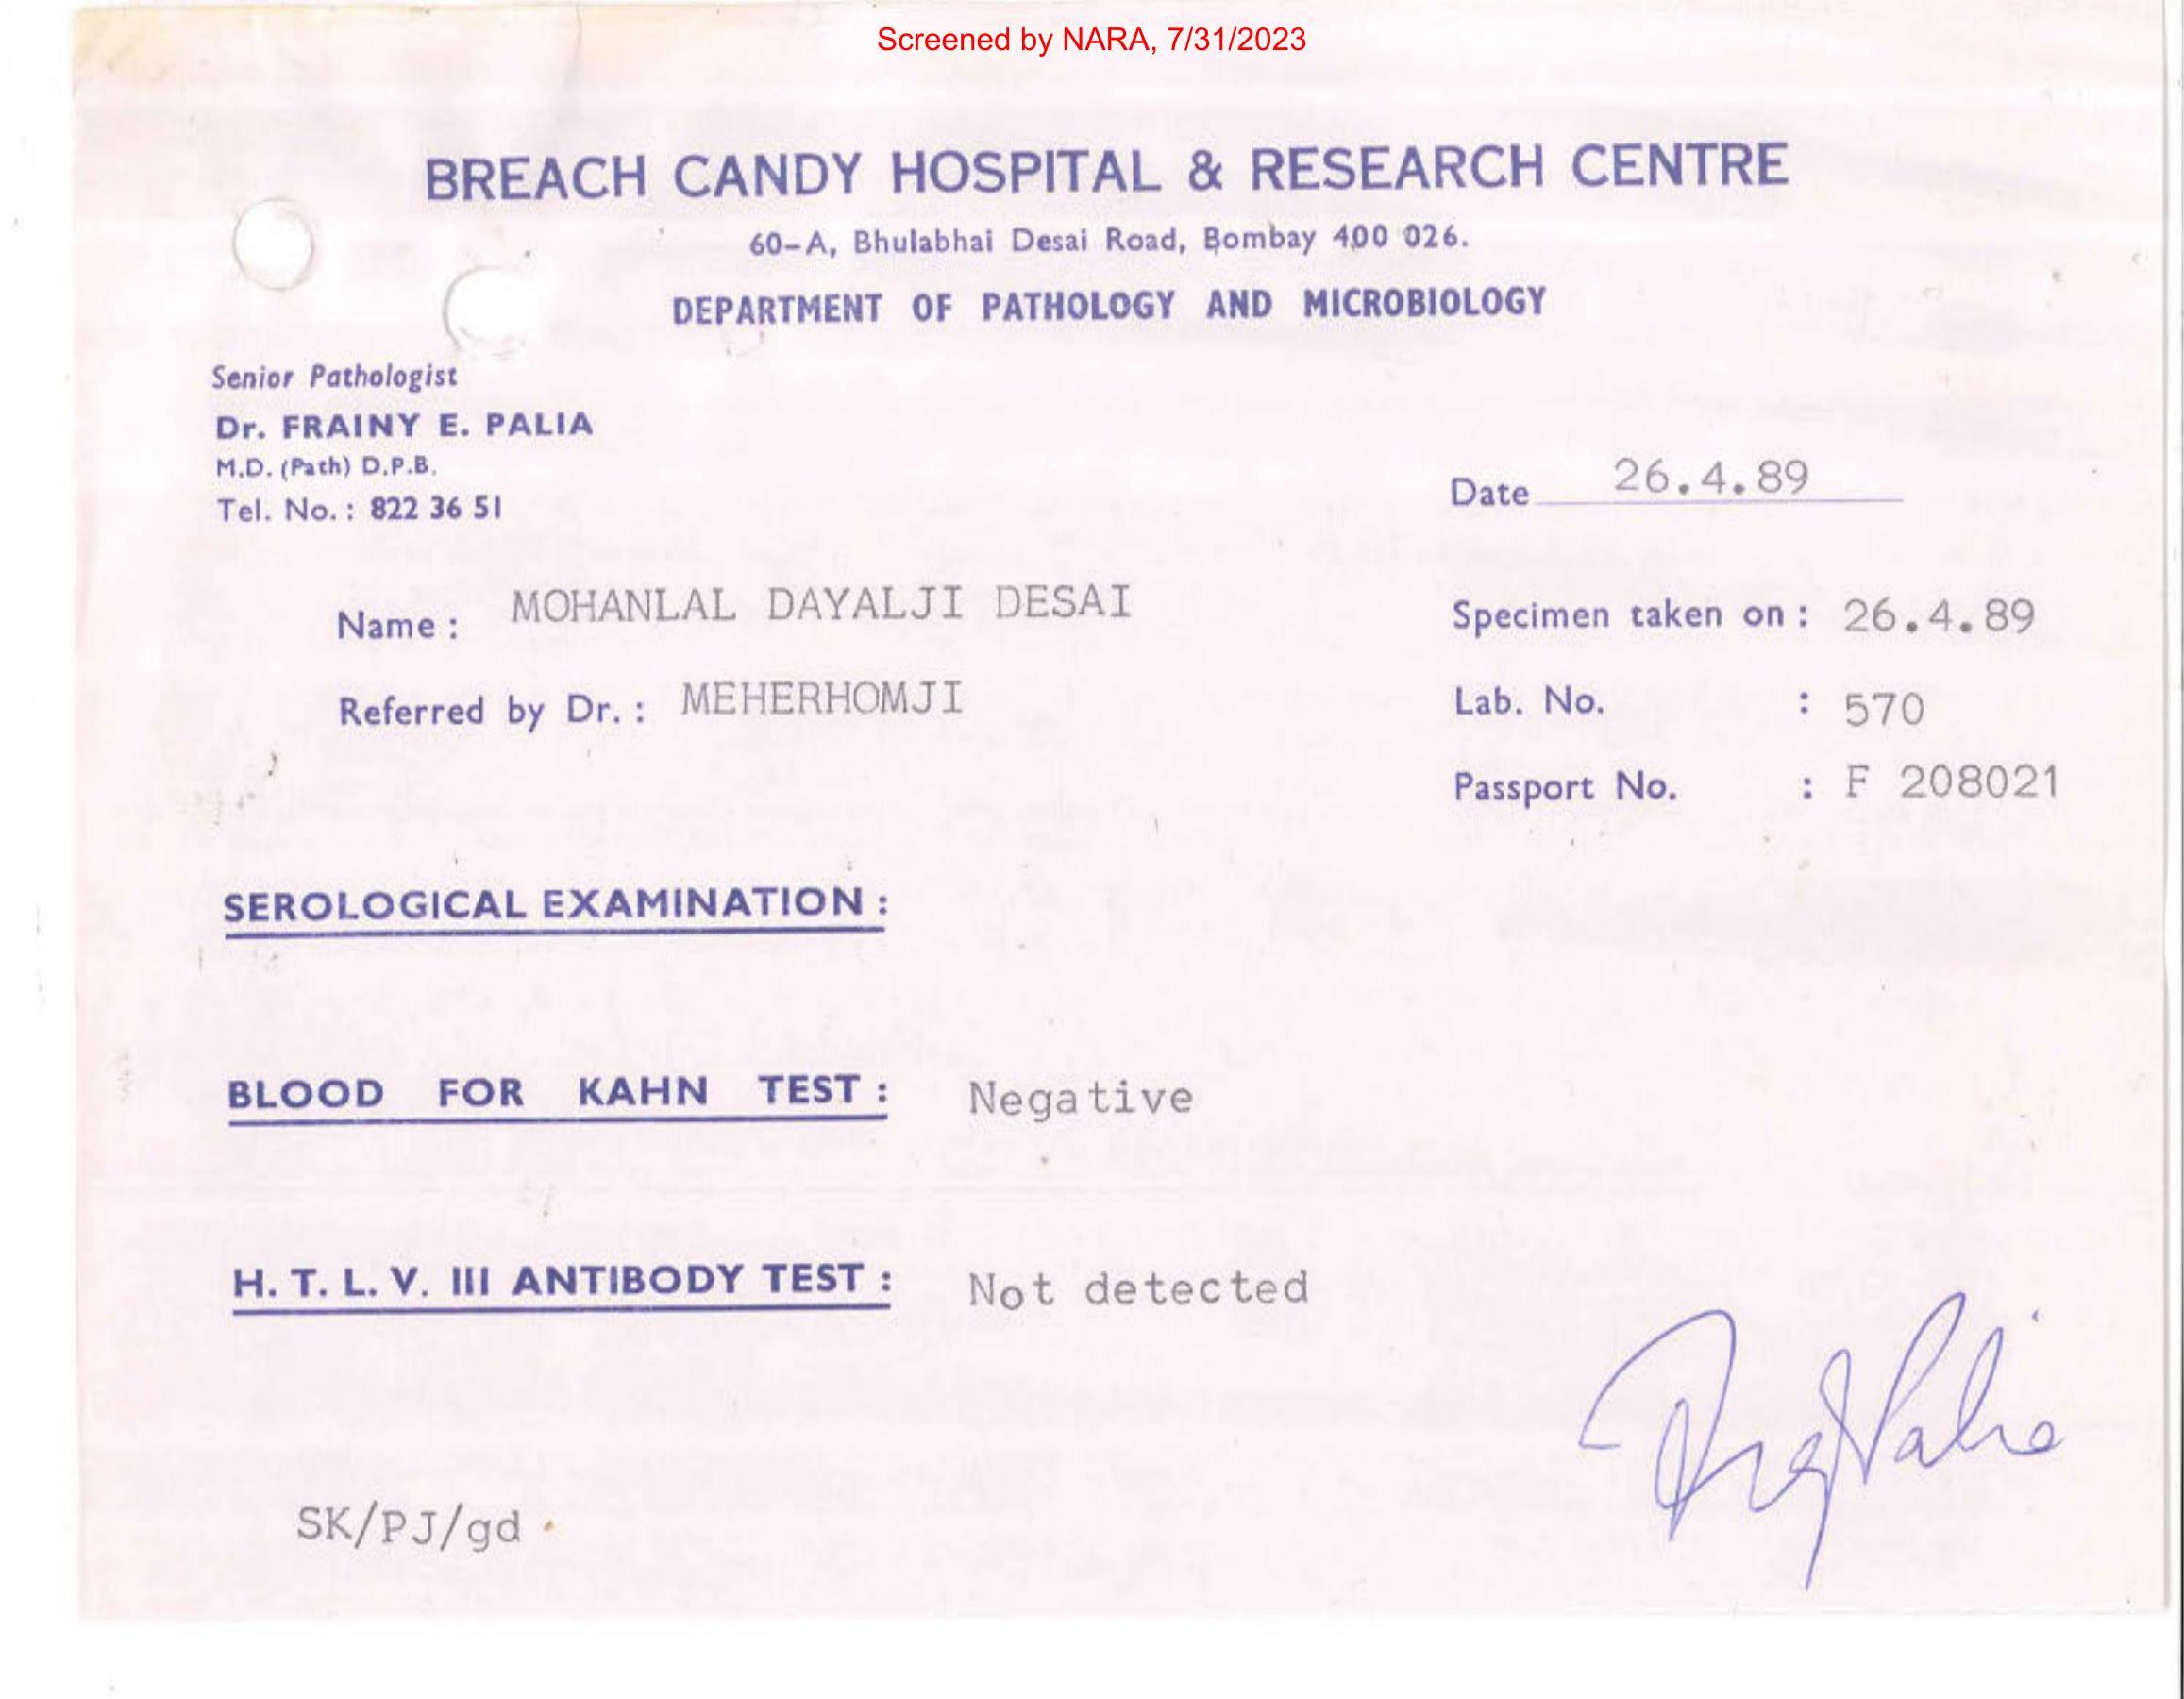 Screened by NARA, 7/31/2023
BREACH CANDY HOSPITAL & RESEARCH CENTRE
60-A, Bhulabhai Desai Road, Bombay 400 026.
DEPARTMENT OF PATHOLOGY AND MICROBIOLOGY
Senior Pathologist
Dr. FRAINY E. PALIA
M.D. (Path) D.P.B.
Tel. No. : 822 36 51
Date 26.4.89
Name : MOHANLAL DAYALJI DESAI
Specimen taken on : 26.4.89
Referred by Dr. : MEHERHOMJI
Lab. No. : 570
Passport No. : F 208021
SEROLOGICAL EXAMINATION :
BLOOD FOR KAHN TEST : Negative
H. T. L. V. III ANTIBODY TEST : Not detected
SK/PJ/gd